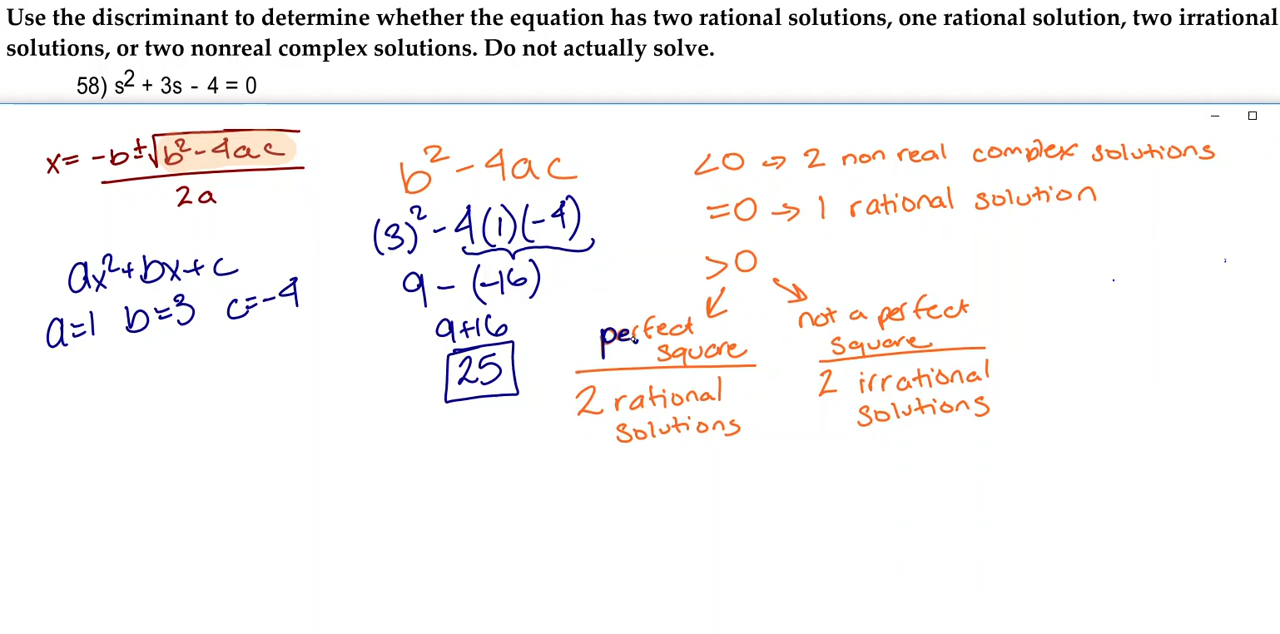 Use the discriminant to determine whether the equation has two rational solutions, one rational solution, two irrational
solutions, or two nonreal complex solutions. Do not actually solve.
58) s² + 3s - 4 = 0
x= -b±√b²-4ac
2a
ax²+bx+c
a=1 b=3 c=-4
b²-4ac
(3)²-4(1)(-4)
9-(-16)
9+16
25
<0 → 2 non real complex solutions
=0 → 1 rational solution
>0
perfect
square
2 rational
solutions
not a perfect
square
2 irrational
solutions